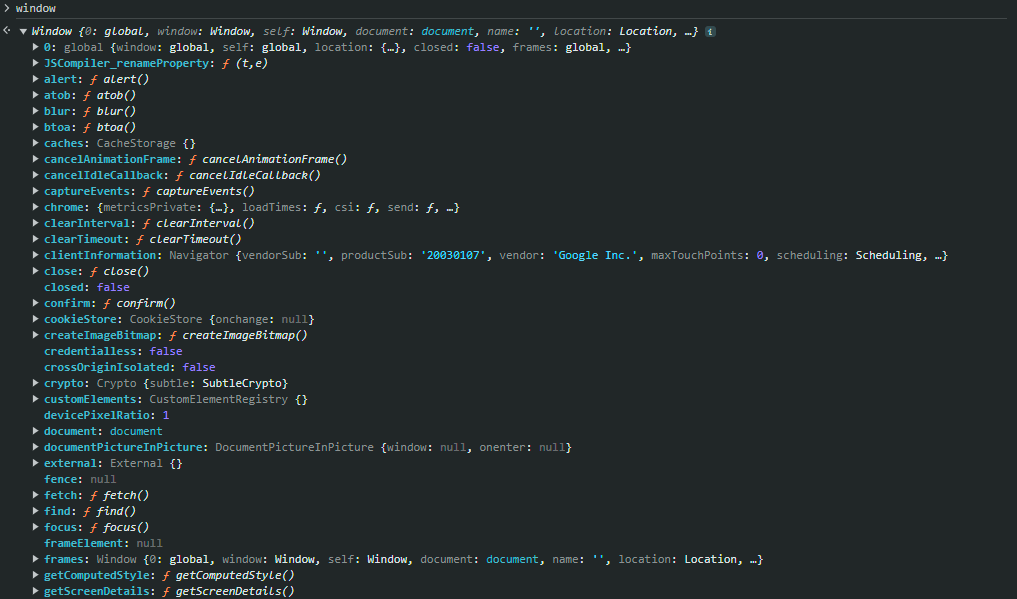 > window
< ▼ Window {0: global, window: Window, self: Window, document: document, name: '', location: Location, …} i
▶ 0: global {window: global, self: global, location: {…}, closed: false, frames: global, …}
▶ JSCompiler_renameProperty: ƒ (t,e)
▶ alert: ƒ alert()
▶ atob: ƒ atob()
▶ blur: ƒ blur()
▶ btoa: ƒ btoa()
▶ caches: CacheStorage {}
▶ cancelAnimationFrame: ƒ cancelAnimationFrame()
▶ cancelIdleCallback: ƒ cancelIdleCallback()
▶ captureEvents: ƒ captureEvents()
▶ chrome: {metricsPrivate: {…}, loadTimes: ƒ, csi: ƒ, send: ƒ, …}
▶ clearInterval: ƒ clearInterval()
▶ clearTimeout: ƒ clearTimeout()
▶ clientInformation: Navigator {vendorSub: '', productSub: '20030107', vendor: 'Google Inc.', maxTouchPoints: 0, scheduling: Scheduling, …}
▶ close: ƒ close()
closed: false
▶ confirm: ƒ confirm()
▶ cookieStore: CookieStore {onchange: null}
▶ createImageBitmap: ƒ createImageBitmap()
credentialless: false
crossOriginIsolated: false
▶ crypto: Crypto {subtle: SubtleCrypto}
▶ customElements: CustomElementRegistry {}
devicePixelRatio: 1
▶ document: document
▶ documentPictureInPicture: DocumentPictureInPicture {window: null, onenter: null}
▶ external: External {}
fence: null
▶ fetch: ƒ fetch()
▶ find: ƒ find()
▶ focus: ƒ focus()
frameElement: null
▶ frames: Window {0: global, window: Window, self: Window, document: document, name: '', location: Location, …}
▶ getComputedStyle: ƒ getComputedStyle()
▶ getScreenDetails: ƒ getScreenDetails()